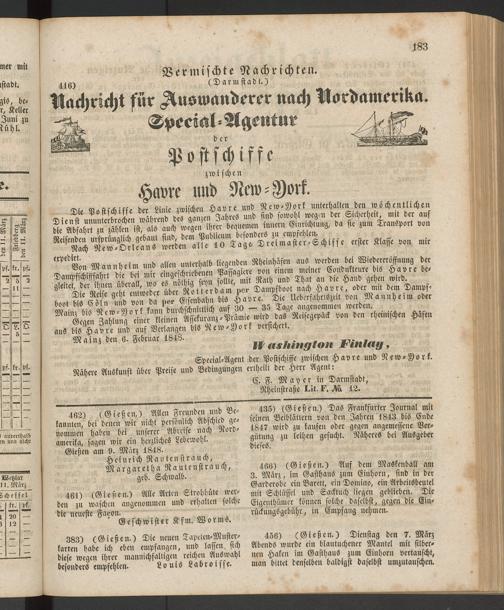 183
Vermischte Nachrichten.
(Darmstadt.)
416)
Nachricht für Auswanderer nach Nordamerika.
Special-Agentur
der
Postschiffe
zwischen
Havre und New-York.
Die Postschiffe der Linie zwischen Havre und New-York unterhalten den wöchentlichen
Dienst ununterbrochen während des ganzen Jahres und sind sowohl wegen der Sicherheit, mit der auf
die Abfahrt zu zählen ist, als auch wegen ihrer bequemen innern Einrichtung, da sie zum Transport von
Reisenden ursprünglich gebaut sind, dem Publicum besonders zu empfehlen.
Nach New-Orleans werden alle 10 Tage Dreimaster-Schiffe erster Klasse von mir
expedirt.
Von Mannheim und allen unterhalb liegenden Rheinhäfen aus werden bei Wiedereröffnung der
Dampfschifffahrt die bei mir eingeschriebenen Passagiere von einem meiner Condukteure bis Havre be-
gleitet, der ihnen überall, wo es nöthig seyn sollte, mit Rath und That an die Hand gehen wird.
Die Reise geht entweder über Rotterdam per Dampfboot nach Havre, oder mit dem Dampf-
boot bis Cöln und von da per Eisenbahn bis Havre. Die Ueberfahrtszeit von Mannheim oder
Mainz bis New-York kann durchschnittlich auf 30 — 35 Tage angenommen werden.
Gegen Zahlung einer kleinen Assekuranz-Prämie wird das Reisegepäck von den rheinischen Häfen
aus bis Havre und auf Verlangen bis New-York versichert.
Mainz den 6. Februar 1848.
Washington Finlay,
Special-Agent der Postschiffe zwischen Havre und New-York.
Nähere Auskunft über Preise und Bedingungen ertheilt der Herr Agent:
C. F. Mayer in Darmstadt,
Rheinstraße Lit. F. № 12.
462) (Gießen.) Allen Freunden und Be-
kannten, bei denen wir nicht persönlich Abschied ge-
nommen haben bei unserer Abreise nach Nord-
amerika, sagen wir ein herzliches Lebewohl.
Gießen am 9. März 1848.
Heinrich Rautenstrauch,
Margaretha Rautenstrauch,
geb. Schwalb.
461) (Gießen.) Alle Arten Strohhüte wer-
den zu waschen angenommen und erhalten solche
die neueste Façon.
Geschwister Kfm. Worms.
383) (Gießen.) Die neuen Tapeten-Muster-
karten habe ich eben empfangen, und lassen sich
diese wegen ihrer mannichfaltigen reichen Auswahl
besonders empfehlen. Louis Labroisse.
435) (Gießen.) Das Frankfurter Journal mit
seinen Beiblättern von den Jahren 1843 bis Ende
1847 wird zu kaufen oder gegen angemessene Ver-
gütung zu leihen gesucht. Näheres bei Ausgeber
dieses.
466) (Gießen.) Auf dem Maskenball am
3. März, im Gasthaus zum Einhorn, sind in der
Garderobe ein Barett, ein Domino, ein Arbeitsbeutel
mit Schlüssel und Sacktuch liegen geblieben. Die
Eigenthümer können solche daselbst, gegen die Ein-
rückungsgebühr, in Empfang nehmen.
456) (Gießen.) Dienstag den 7. März
Abends wurde ein blautuchener Mantel mit silber-
nen Haken im Gasthaus zum Einhorn vertauscht,
man bittet denselben baldigst daselbst umzutauschen.